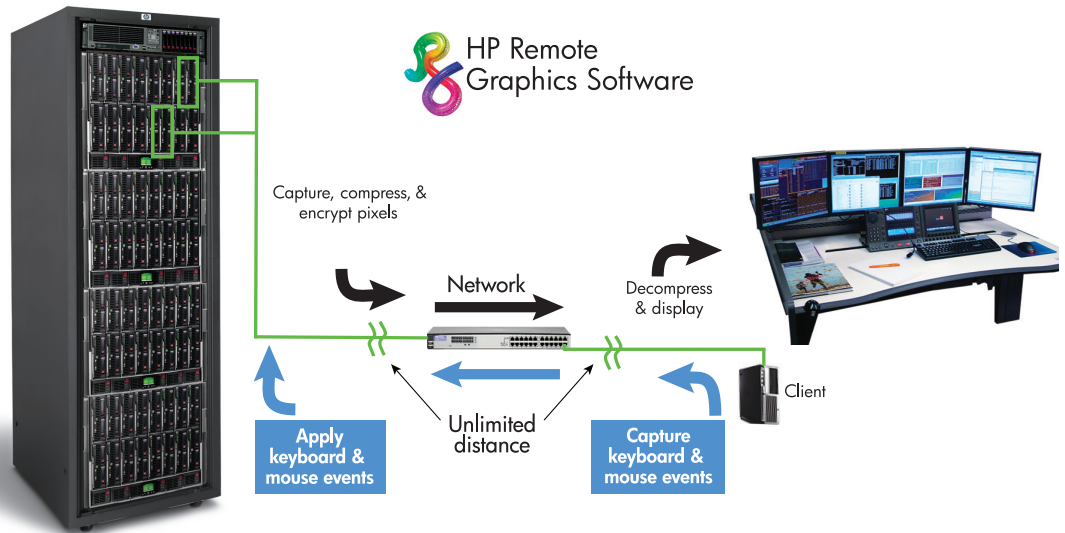 HP Remote
Graphics Software
Capture, compress, &
encrypt pixels
Network
Decompress
& display
Client
Unlimited
distance
Apply
keyboard &
mouse events
Capture
keyboard &
mouse events